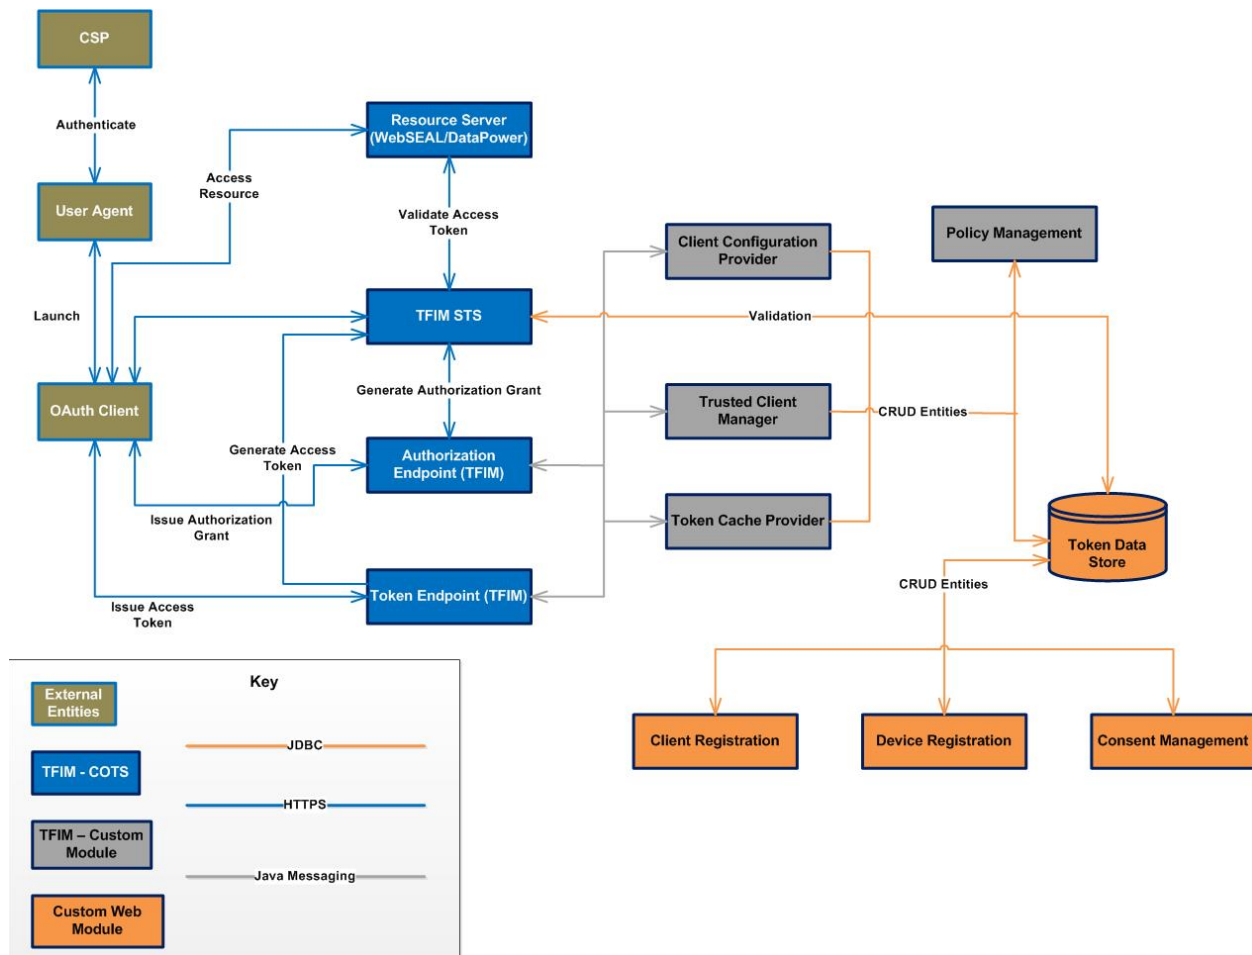 CSP
Authenticate
User Agent
Launch
OAuth Client
Access
Resource
Resource Server
(WebSEAL/DataPower)
Validate Access
Token
TFIM STS
Generate Authorization Grant
Generate Access
Token
Authorization
Endpoint (TFIM)
Issue Authorization
Grant
Token Endpoint (TFIM)
Issue Access
Token
Client Configuration
Provider
Policy Management
Validation
Trusted Client
Manager
CRUD Entities
Token Cache Provider
Token Data
Store
CRUD Entities
Client Registration
Device Registration
Consent Management
Key
External
Entities
JDBC
TFIM - COTS
HTTPS
TFIM – Custom
Module
Java Messaging
Custom Web
Module